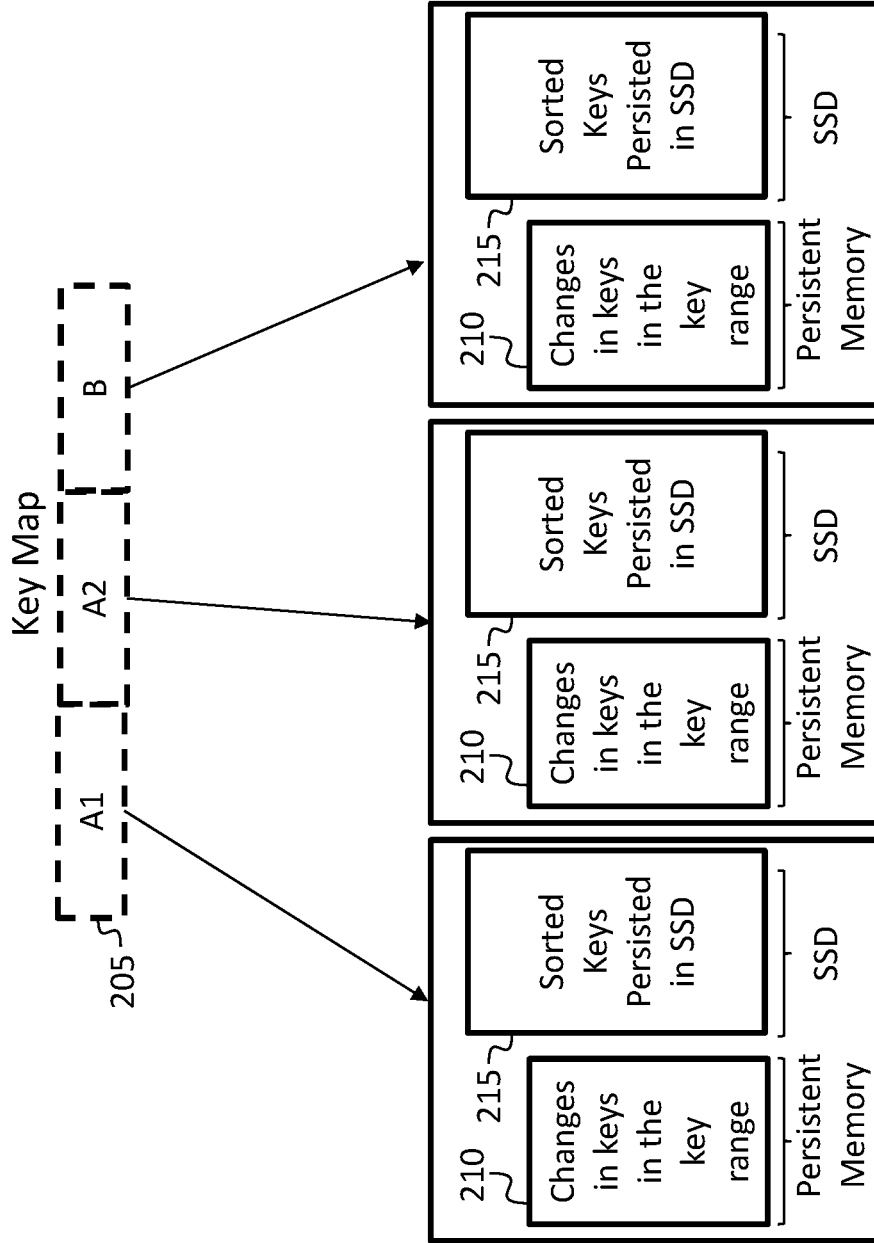 Key Map
205
A1
A2
B
210
215
Changes
in keys
in the
key
range
Sorted
Keys
Persisted
in SSD
Persistent
Memory
SSD
210
215
Changes
in keys
in the
key
range
Sorted
Keys
Persisted
in SSD
Persistent
Memory
SSD
210
215
Changes
in keys
in the
key
range
Sorted
Keys
Persisted
in SSD
Persistent
Memory
SSD